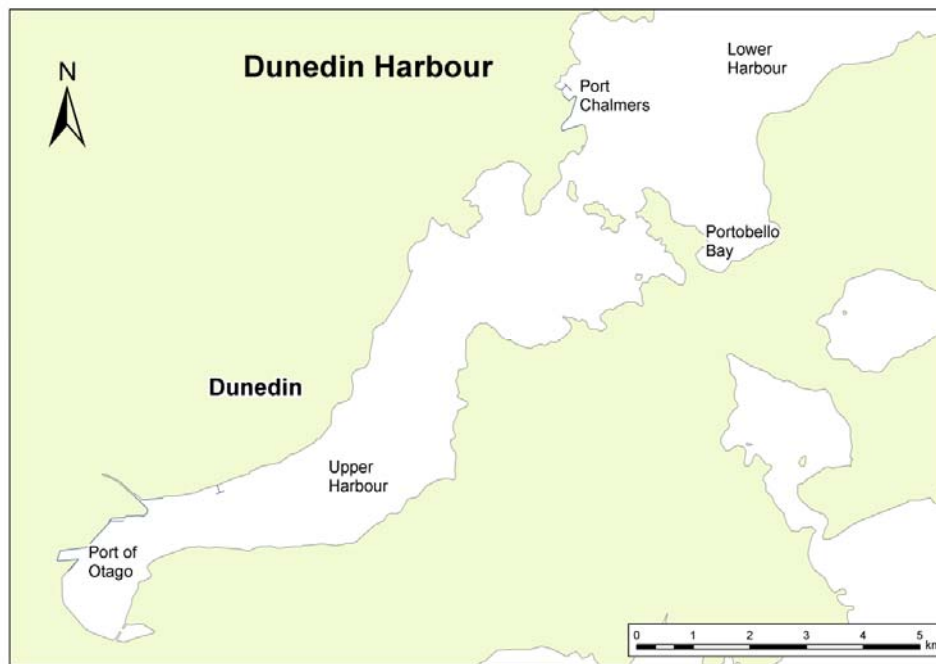 Dunedin Harbour
N
Lower
Harbour
Port
Chalmers
Portobello
Bay
Dunedin
Upper
Harbour
Port of
Otago
0 1 2 3 4 5
km